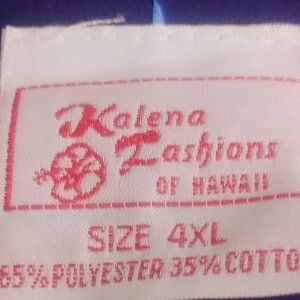 Kalena
Fashions
OF HAWAII
SIZE 4XL
65% POLYESTER 35% COTTO